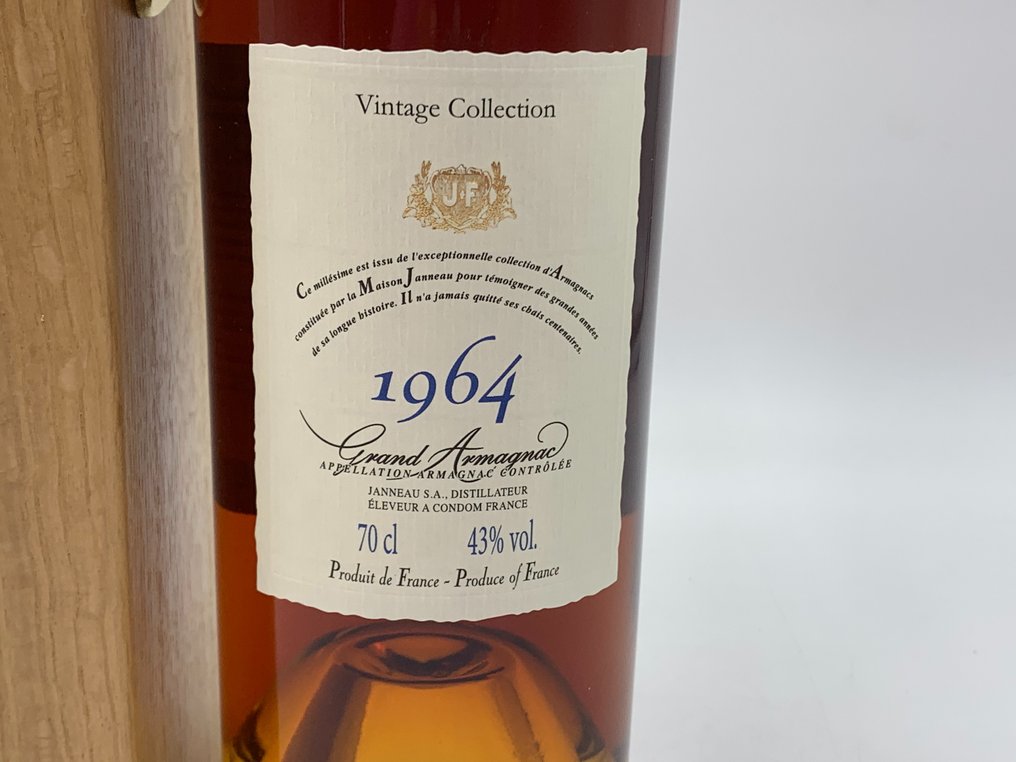 Vintage Collection
J F
Ce millésime est issu de l'exceptionnelle collection d'Armagnacs
constituée par la Maison Janneau pour témoigner des grandes années
de sa longue histoire. Il n'a jamais quitté ses chais centenaires.
1964
Grand Armagnac
APPELLATION ARMAGNAC CONTRÔLÉE
JANNEAU S.A., DISTILLATEUR
ÉLEVEUR A CONDOM FRANCE
70 cl 43% vol.
Produit de France - Produce of France